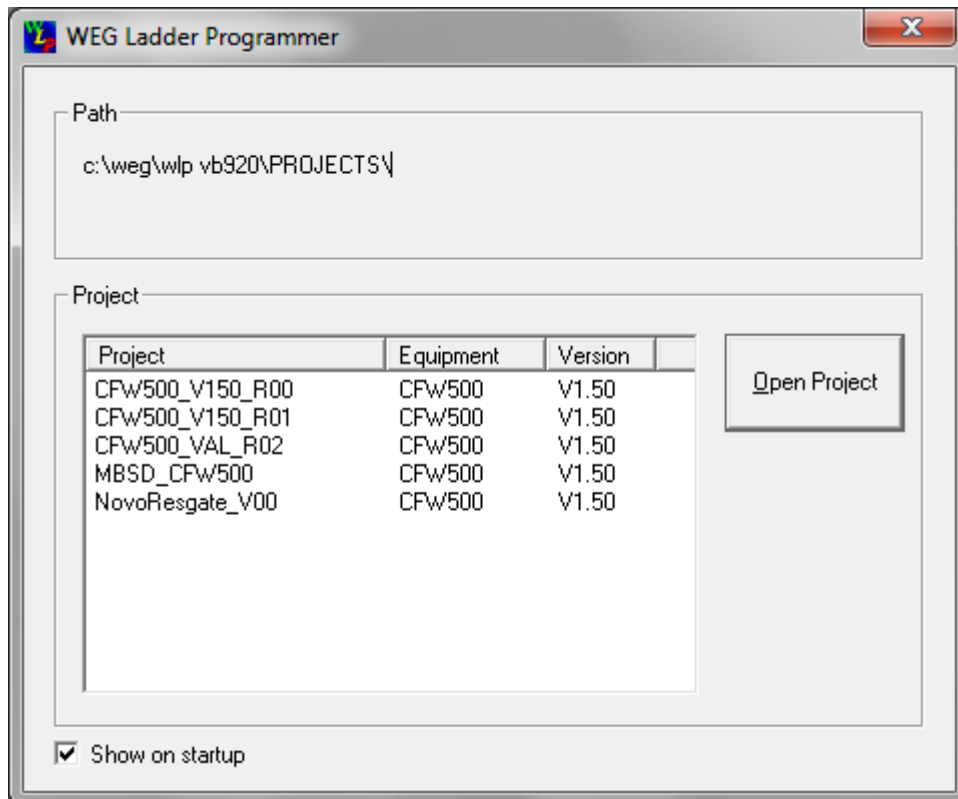 WEG Ladder Programmer
Path
c:\weg\wlp vb920\PROJECTS\
Project
Project Equipment Version
CFW500_V150_R00 CFW500 V1.50
CFW500_V150_R01 CFW500 V1.50
CFW500_VAL_R02 CFW500 V1.50
MBSD_CFW500 CFW500 V1.50
NovoResgate_V00 CFW500 V1.50
Open Project
Show on startup